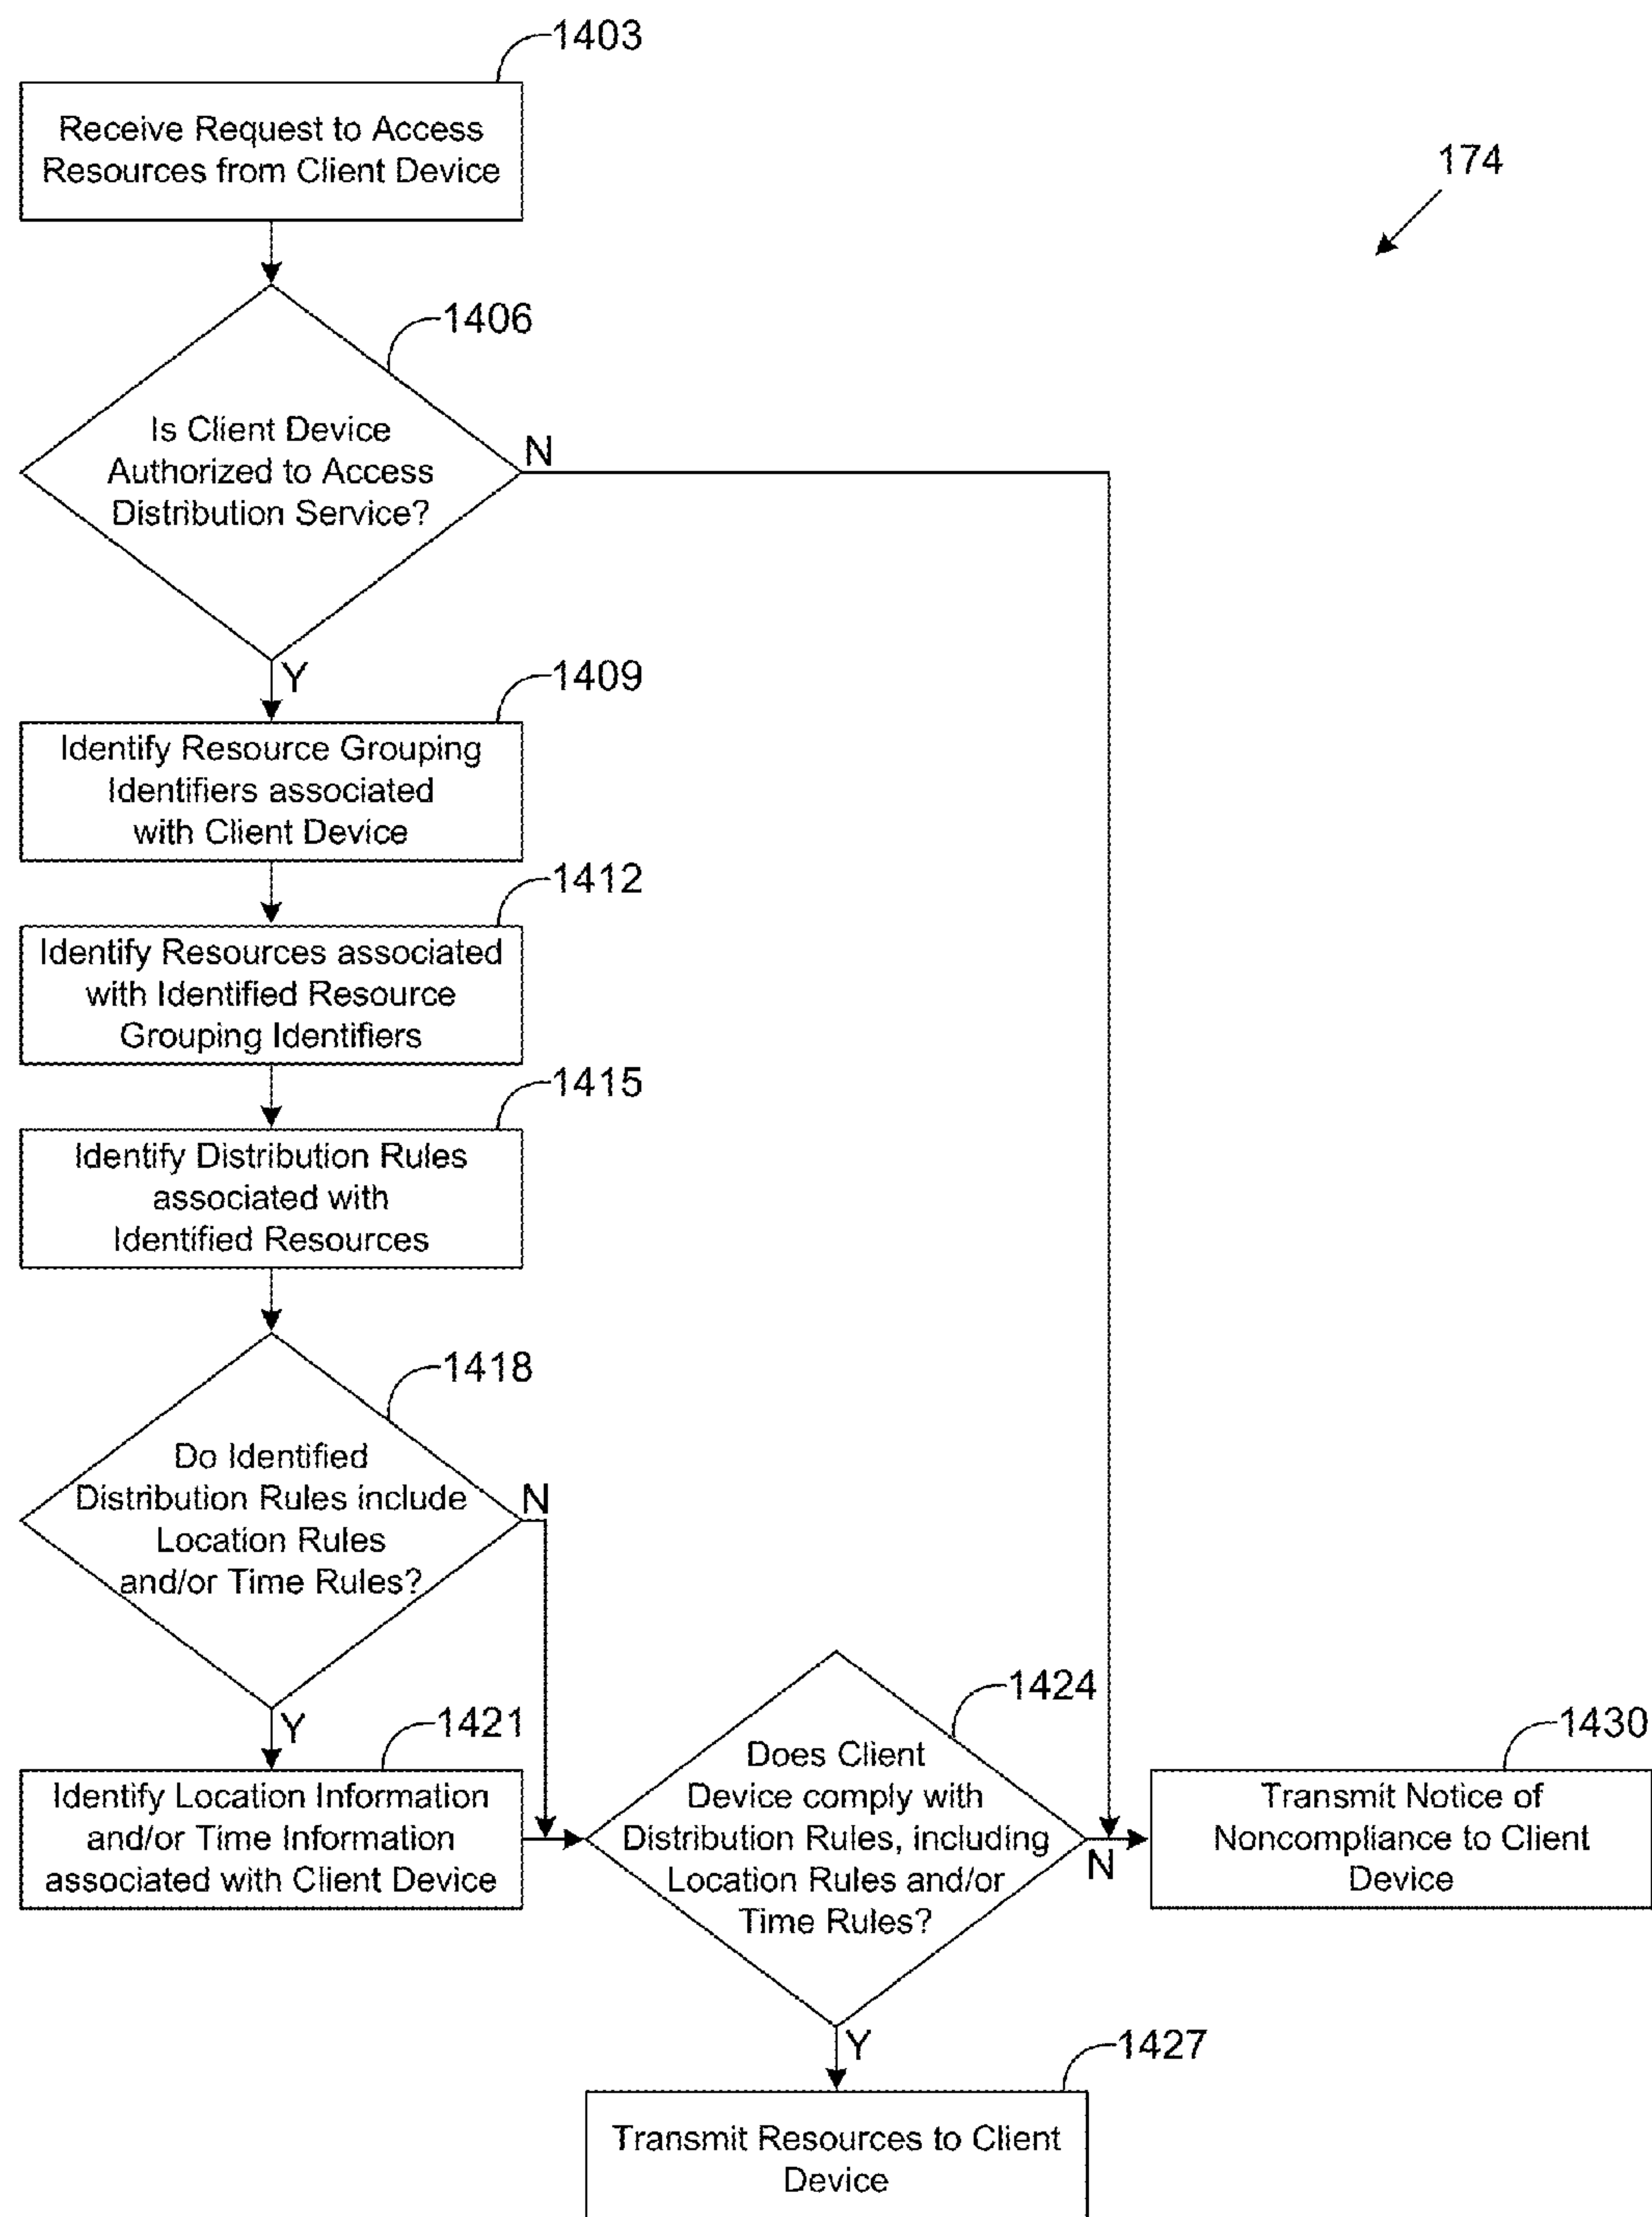 1403
Receive Request to Access
Resources from Client Device
174
1406
Is Client Device
Authorized to Access
Distribution Service?
N
Y
1409
Identify Resource Grouping
Identifiers associated
with Client Device
1412
Identify Resources associated
with Identified Resource
Grouping Identifiers
1415
Identify Distribution Rules
associated with
Identified Resources
1418
Do Identified
Distribution Rules include
Location Rules
and/or Time Rules?
N
Y
1421
Identify Location Information
and/or Time Information
associated with Client Device
1424
Does Client
Device comply with
Distribution Rules, including
Location Rules and/or
Time Rules?
N
Y
1430
Transmit Notice of
Noncompliance to Client
Device
1427
Transmit Resources to Client
Device